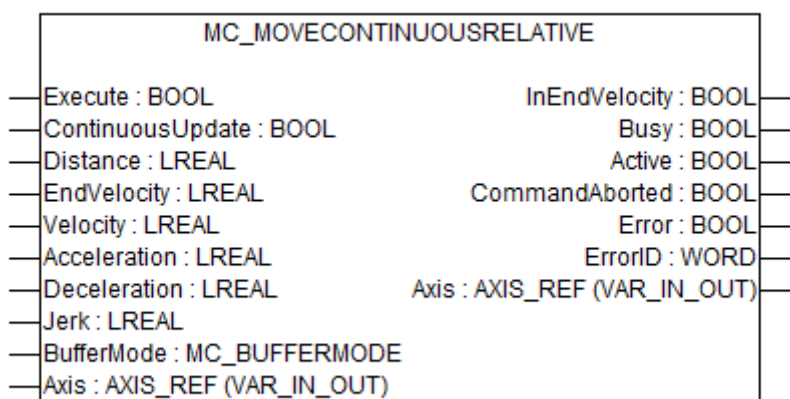 MC_MOVECONTINUOUSRELATIVE
Execute : BOOL InEndVelocity : BOOL
ContinuousUpdate : BOOL Busy : BOOL
Distance : LREAL Active : BOOL
EndVelocity : LREAL CommandAborted : BOOL
Velocity : LREAL Error : BOOL
Acceleration : LREAL ErrorID : WORD
Deceleration : LREAL Axis : AXIS_REF (VAR_IN_OUT)
Jerk : LREAL
BufferMode : MC_BUFFERMODE
Axis : AXIS_REF (VAR_IN_OUT)